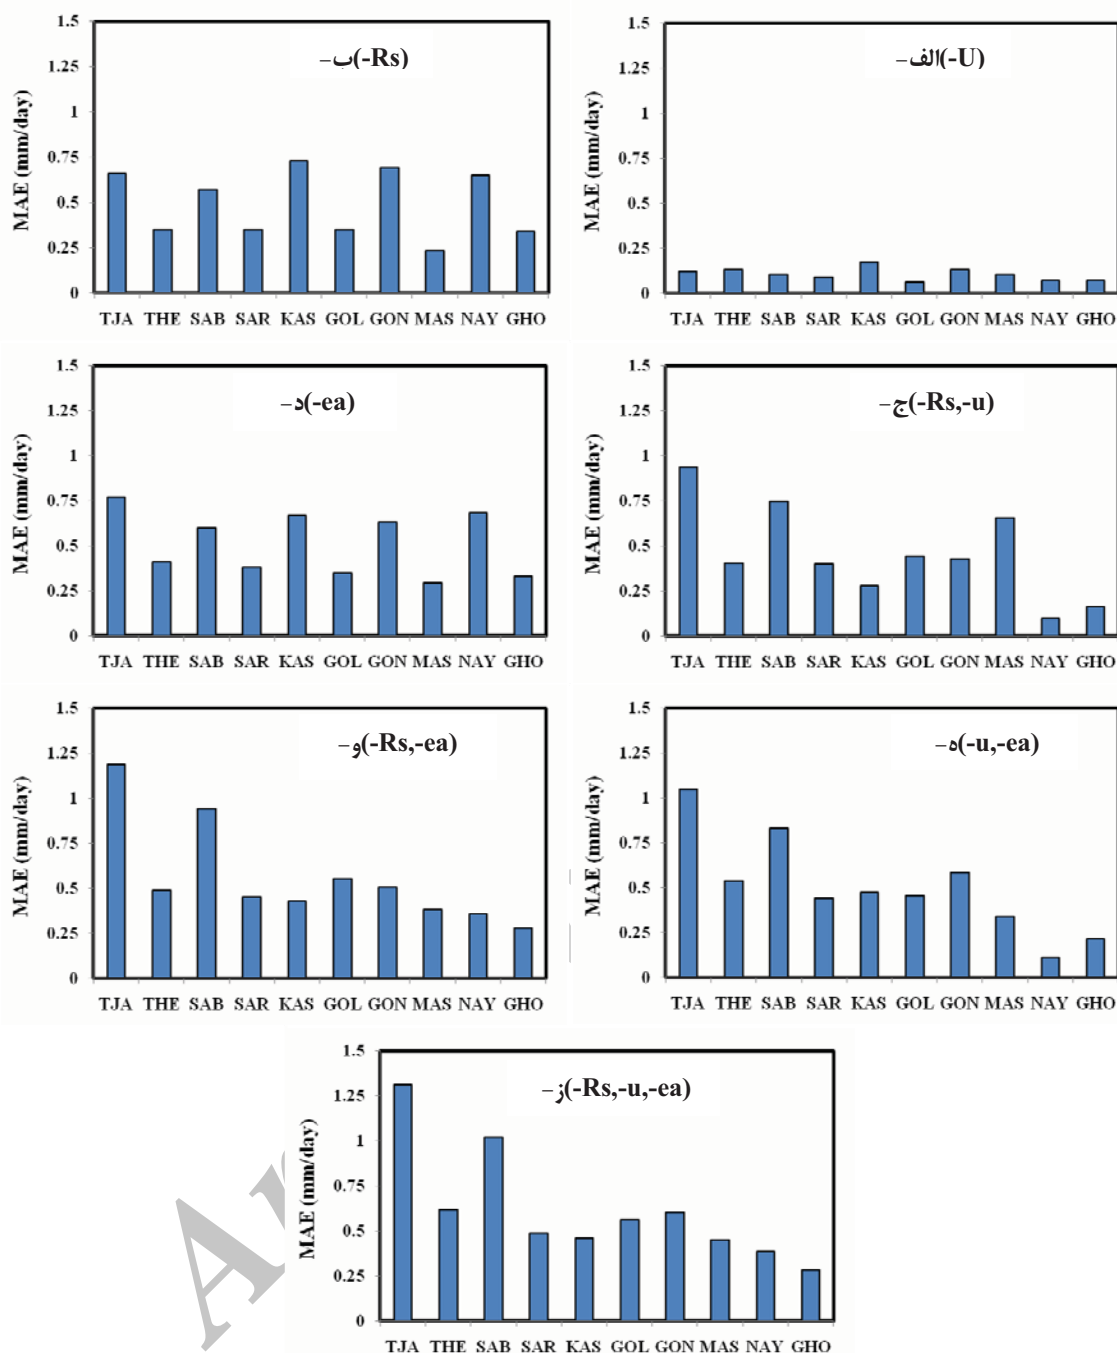 الف-(-U)
MAE (mm/day)
1.5
1.25
1
0.75
0.5
0.25
0
TJA THE SAB SAR KAS GOL GON MAS NAY GHO
ب-(-Rs)
MAE (mm/day)
1.5
1.25
1
0.75
0.5
0.25
0
TJA THE SAB SAR KAS GOL GON MAS NAY GHO
ج-(-Rs,-u)
MAE (mm/day)
1.5
1.25
1
0.75
0.5
0.25
0
TJA THE SAB SAR KAS GOL GON MAS NAY GHO
د-(-ea)
MAE (mm/day)
1.5
1.25
1
0.75
0.5
0.25
0
TJA THE SAB SAR KAS GOL GON MAS NAY GHO
ه-(-u,-ea)
MAE (mm/day)
1.5
1.25
1
0.75
0.5
0.25
0
TJA THE SAB SAR KAS GOL GON MAS NAY GHO
و-(-Rs,-ea)
MAE (mm/day)
1.5
1.25
1
0.75
0.5
0.25
0
TJA THE SAB SAR KAS GOL GON MAS NAY GHO
ز-(-Rs,-u,-ea)
MAE (mm/day)
1.5
1.25
1
0.75
0.5
0.25
0
TJA THE SAB SAR KAS GOL GON MAS NAY GHO